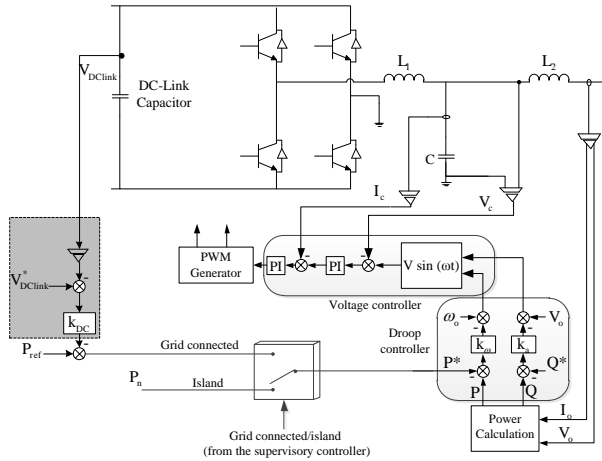 V_DClink
DC-Link
Capacitor
L_1
L_2
C
I_c
V_c
PWM
Generator
PI
PI
V sin (ωt)
Voltage controller
V*_DClink
k_DC
P_ref
Grid connected
P_n
Island
Grid connected/island
(from the supervisory controller)
Droop
controller
ω_o
V_o
k_ω
P*
Q*
P
Q
Power
Calculation
I_o
V_o